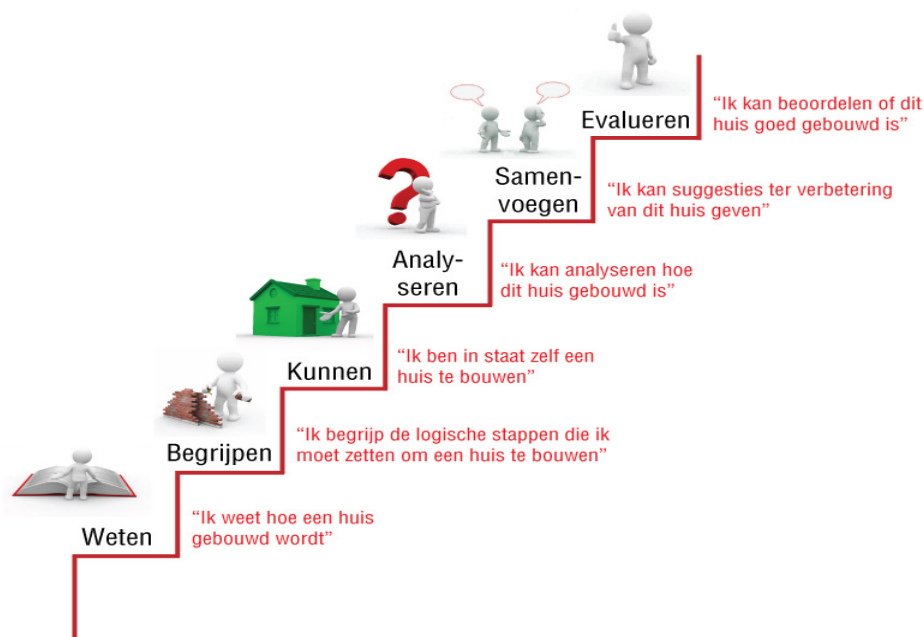 Evalueren
“Ik kan beoordelen of dit
huis goed gebouwd is”
Samen-
voegen
“Ik kan suggesties ter verbetering
van dit huis geven”
Analy-
seren
“Ik kan analyseren hoe
dit huis gebouwd is”
Kunnen
“Ik ben in staat zelf een
huis te bouwen”
Begrijpen
“Ik begrijp de logische stappen die ik
moet zetten om een huis te bouwen”
Weten
“Ik weet hoe een huis
gebouwd wordt”